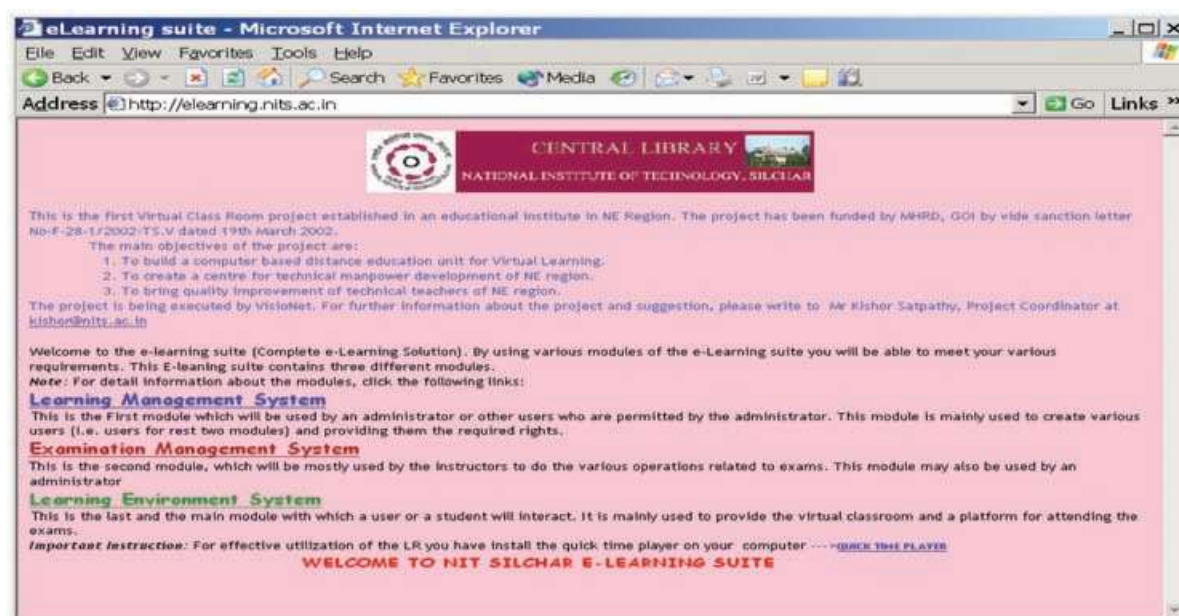 eLearning suite - Microsoft Internet Explorer
File Edit View Favorites Tools Help
Back Search Favorites Media
Address http://elearning.nits.ac.in Go Links »
CENTRAL LIBRARY
NATIONAL INSTITUTE OF TECHNOLOGY, SILCHAR
This is the first Virtual Class Room project established in an educational institute in NE Region. The project has been funded by MHRD, GOI by vide sanction letter
No-F-28-1/2002-TS.V dated 19th March 2002.
The main objectives of the project are:
1. To build a computer based distance education unit for Virtual Learning.
2. To create a centre for technical manpower development of NE region.
3. To bring quality improvement of technical teachers of NE region.
The project is being executed by VisioNet. For further information about the project and suggestion, please write to Mr Kishor Satpathy, Project Coordinator at
kishor@nits.ac.in
Welcome to the e-learning suite (Complete e-Learning Solution). By using various modules of the e-Learning suite you will be able to meet your various
requirements. This E-leaning suite contains three different modules.
Note: For detail information about the modules, click the following links:
Learning Management System
This is the First module which will be used by an administrator or other users who are permitted by the administrator. This module is mainly used to create various
users (i.e. users for rest two modules) and providing them the required rights.
Examination Management System
This is the second module, which will be mostly used by the instructors to do the various operations related to exams. This module may also be used by an
administrator
Learning Environment System
This is the last and the main module with which a user or a student will interact. It is mainly used to provide the virtual classroom and a platform for attending the
exams.
Important Instruction: For effective utilization of the LR you have install the quick time player on your computer --->QUICK TIME PLAYER
WELCOME TO NIT SILCHAR E-LEARNING SUITE